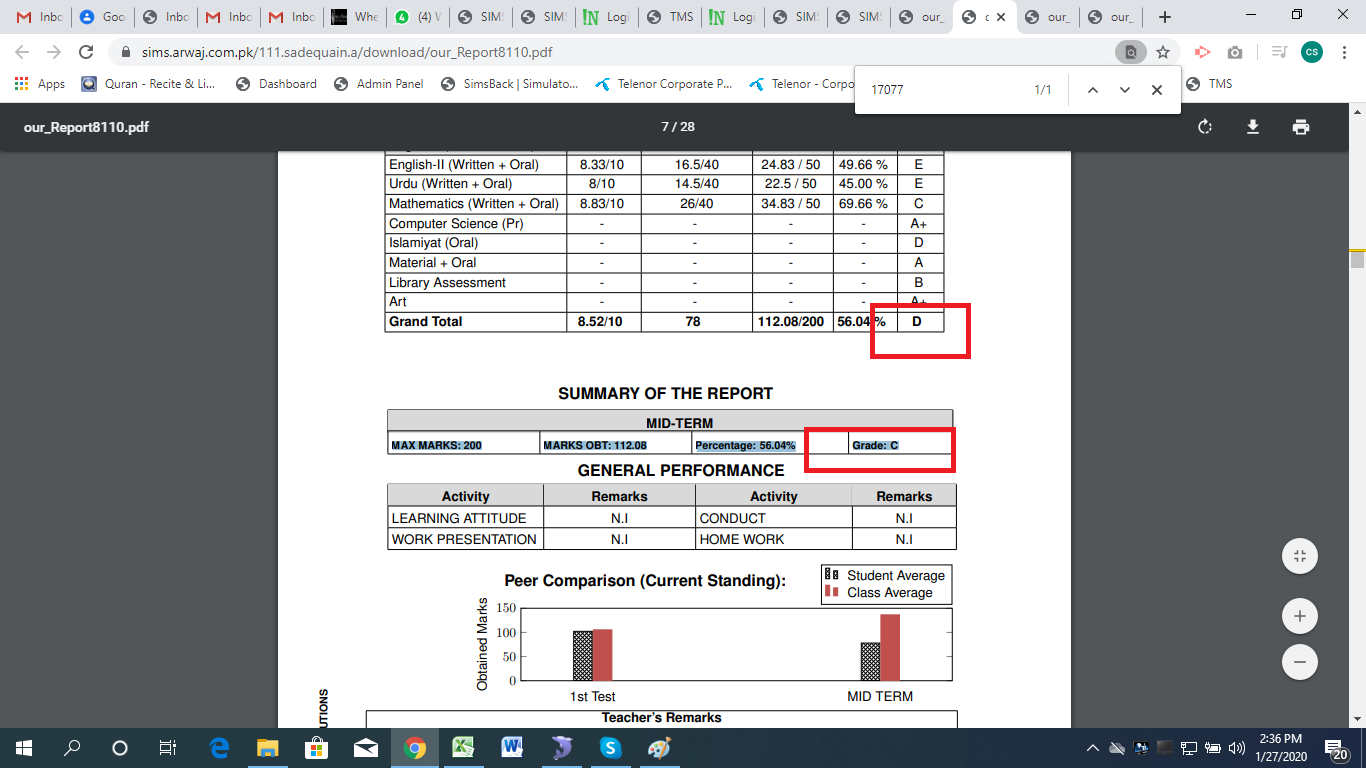 Inbo Goo Inbo Inbo Inbo Whe (4) W SIMS SIMS Logi TMS Logi SIMS SIMS our_ our_ our_
sims.arwaj.com.pk/111.sadequain.a/download/our_Report8110.pdf CS
Apps Quran - Recite & Li... Dashboard Admin Panel SimsBack | Simulato... Telenor Corporate P... Telenor - Corpo TMS
17077 1/1
our_Report8110.pdf 7 / 28
English-II (Written + Oral) 8.33/10 16.5/40 24.83 / 50 49.66 % E
Urdu (Written + Oral) 8/10 14.5/40 22.5 / 50 45.00 % E
Mathematics (Written + Oral) 8.83/10 26/40 34.83 / 50 69.66 % C
Computer Science (Pr) - - - - A+
Islamiyat (Oral) - - - - D
Material + Oral - - - - A
Library Assessment - - - - B
Art - - - - A+
Grand Total 8.52/10 78 112.08/200 56.04 % D
SUMMARY OF THE REPORT
MID-TERM
MAX MARKS: 200 MARKS OBT: 112.08 Percentage: 56.04% Grade: C
GENERAL PERFORMANCE
Activity Remarks Activity Remarks
LEARNING ATTITUDE N.I CONDUCT N.I
WORK PRESENTATION N.I HOME WORK N.I
Peer Comparison (Current Standing):
Student Average
Class Average
Obtained Marks
150
100
50
0
1st Test MID TERM
UTIONS
Teacher's Remarks
2:36 PM
1/27/2020
20